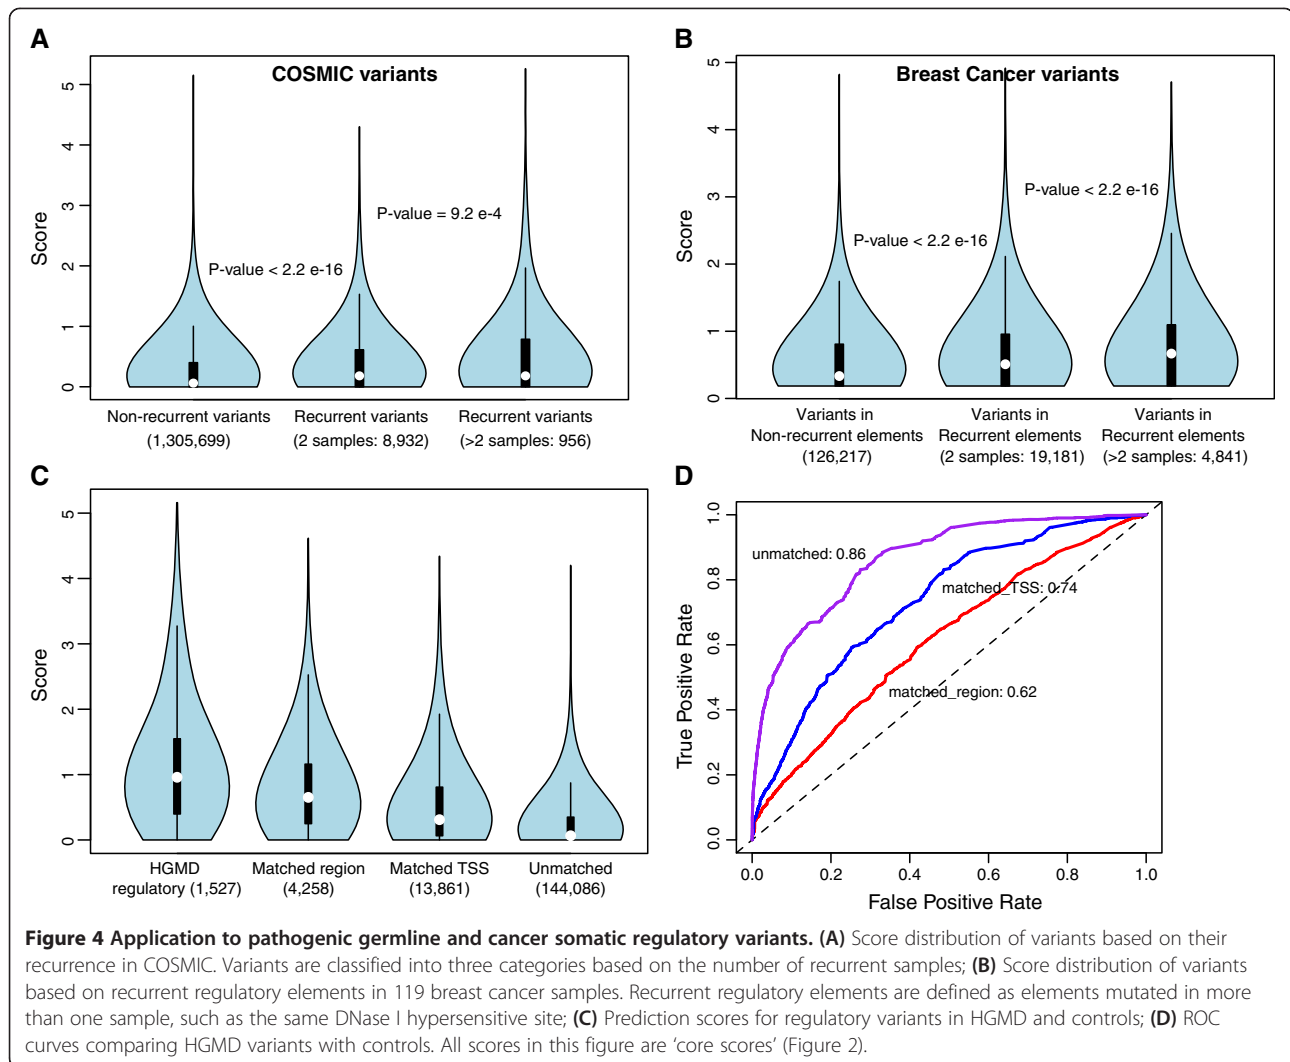 A
COSMIC variants
Score
5
4
3
2
1
0
P-value < 2.2 e-16
P-value = 9.2 e-4
Non-recurrent variants
(1,305,699)
Recurrent variants
(2 samples: 8,932)
Recurrent variants
(>2 samples: 956)
B
Breast Cancer variants
Score
5
4
3
2
1
0
P-value < 2.2 e-16
P-value < 2.2 e-16
Variants in
Non-recurrent elements
(126,217)
Variants in
Recurrent elements
(2 samples: 19,181)
Variants in
Recurrent elements
(>2 samples: 4,841)
C
Score
5
4
3
2
1
0
HGMD
regulatory (1,527)
Matched region
(4,258)
Matched TSS
(13,861)
Unmatched
(144,086)
D
True Positive Rate
1.0
0.8
0.6
0.4
0.2
0.0
unmatched: 0.86
matched_TSS: 0.74
matched_region: 0.62
0.0 0.2 0.4 0.6 0.8 1.0
False Positive Rate
Figure 4 Application to pathogenic germline and cancer somatic regulatory variants. (A) Score distribution of variants based on their
recurrence in COSMIC. Variants are classified into three categories based on the number of recurrent samples; (B) Score distribution of variants
based on recurrent regulatory elements in 119 breast cancer samples. Recurrent regulatory elements are defined as elements mutated in more
than one sample, such as the same DNase I hypersensitive site; (C) Prediction scores for regulatory variants in HGMD and controls; (D) ROC
curves comparing HGMD variants with controls. All scores in this figure are ‘core scores’ (Figure 2).